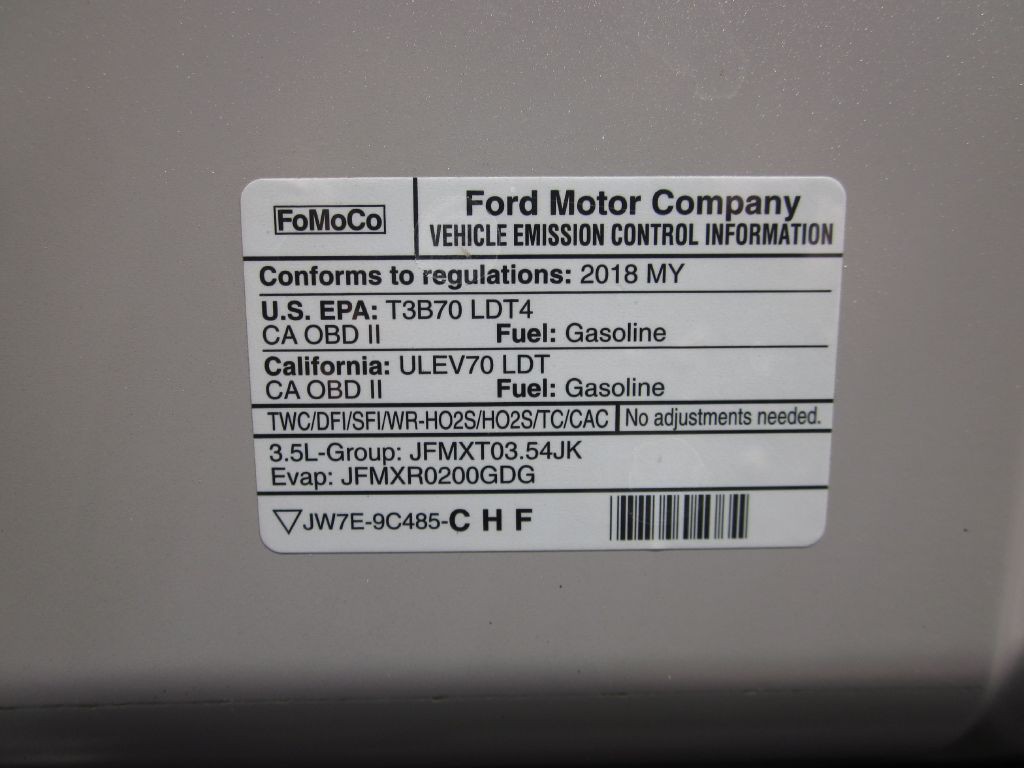 FoMoCo
Ford Motor Company
VEHICLE EMISSION CONTROL INFORMATION
Conforms to regulations: 2018 MY
U.S. EPA: T3B70 LDT4
CA OBD II Fuel: Gasoline
California: ULEV70 LDT
CA OBD II Fuel: Gasoline
TWC/DFI/SFI/WR-HO2S/HO2S/TC/CAC No adjustments needed.
3.5L-Group: JFMXT03.54JK
Evap: JFMXR0200GDG
JW7E-9C485-C H F